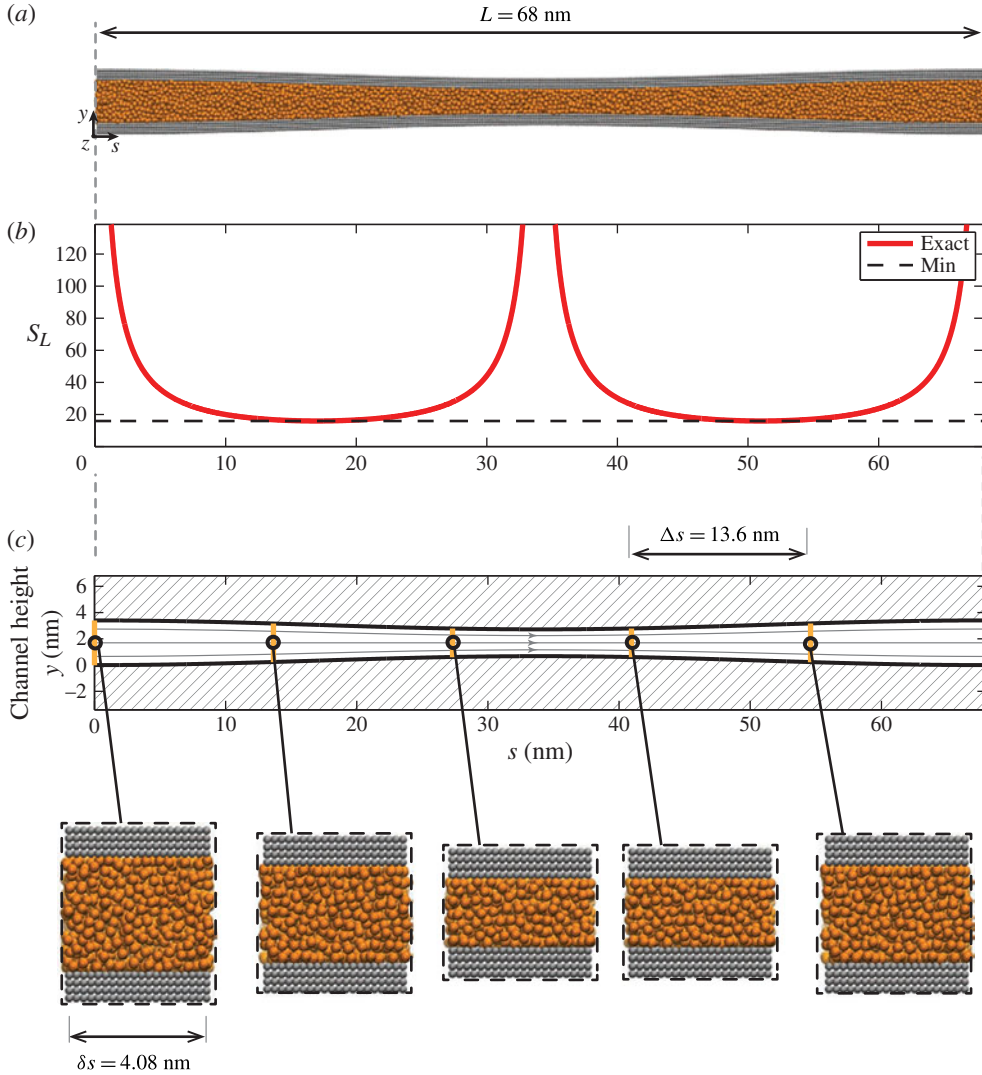 (a)
L = 68 nm
y
z s
(b)
120
100
80
S_L 60
40
20
Exact
Min
0 10 20 30 40 50 60
(c)
Δs = 13.6 nm
Channel height
y (nm)
6
4
2
0
−2
0 10 20 30 40 50 60
s (nm)
δs = 4.08 nm